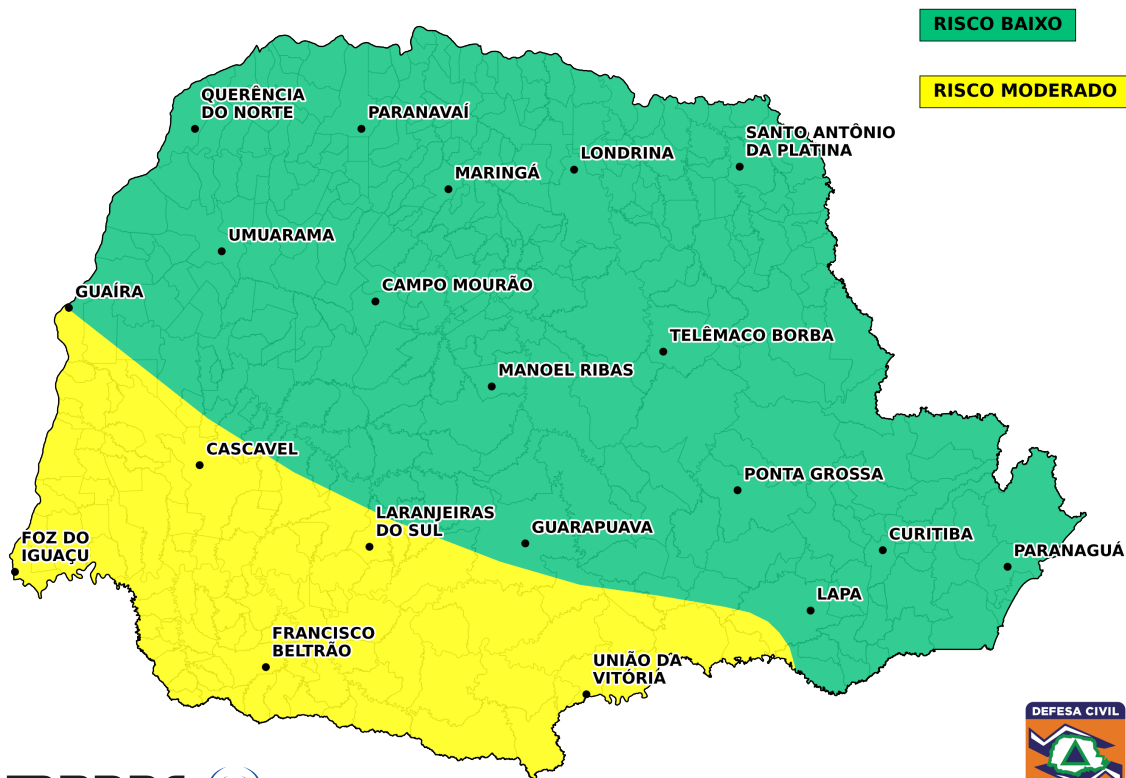 RISCO BAIXO
RISCO MODERADO
QUERÊNCIA
DO NORTE
PARANAVAÍ
SANTO ANTÔNIO
DA PLATINA
LONDRINA
MARINGÁ
UMUARAMA
CAMPO MOURÃO
GUAÍRA
TELÊMACO BORBA
MANOEL RIBAS
CASCAVEL
PONTA GROSSA
LARANJEIRAS
DO SUL
GUARAPUAVA
CURITIBA
FOZ DO
IGUAÇU
PARANAGUÁ
LAPA
FRANCISCO
BELTRÃO
UNIÃO DA
VITÓRIA
DEFESA CIVIL